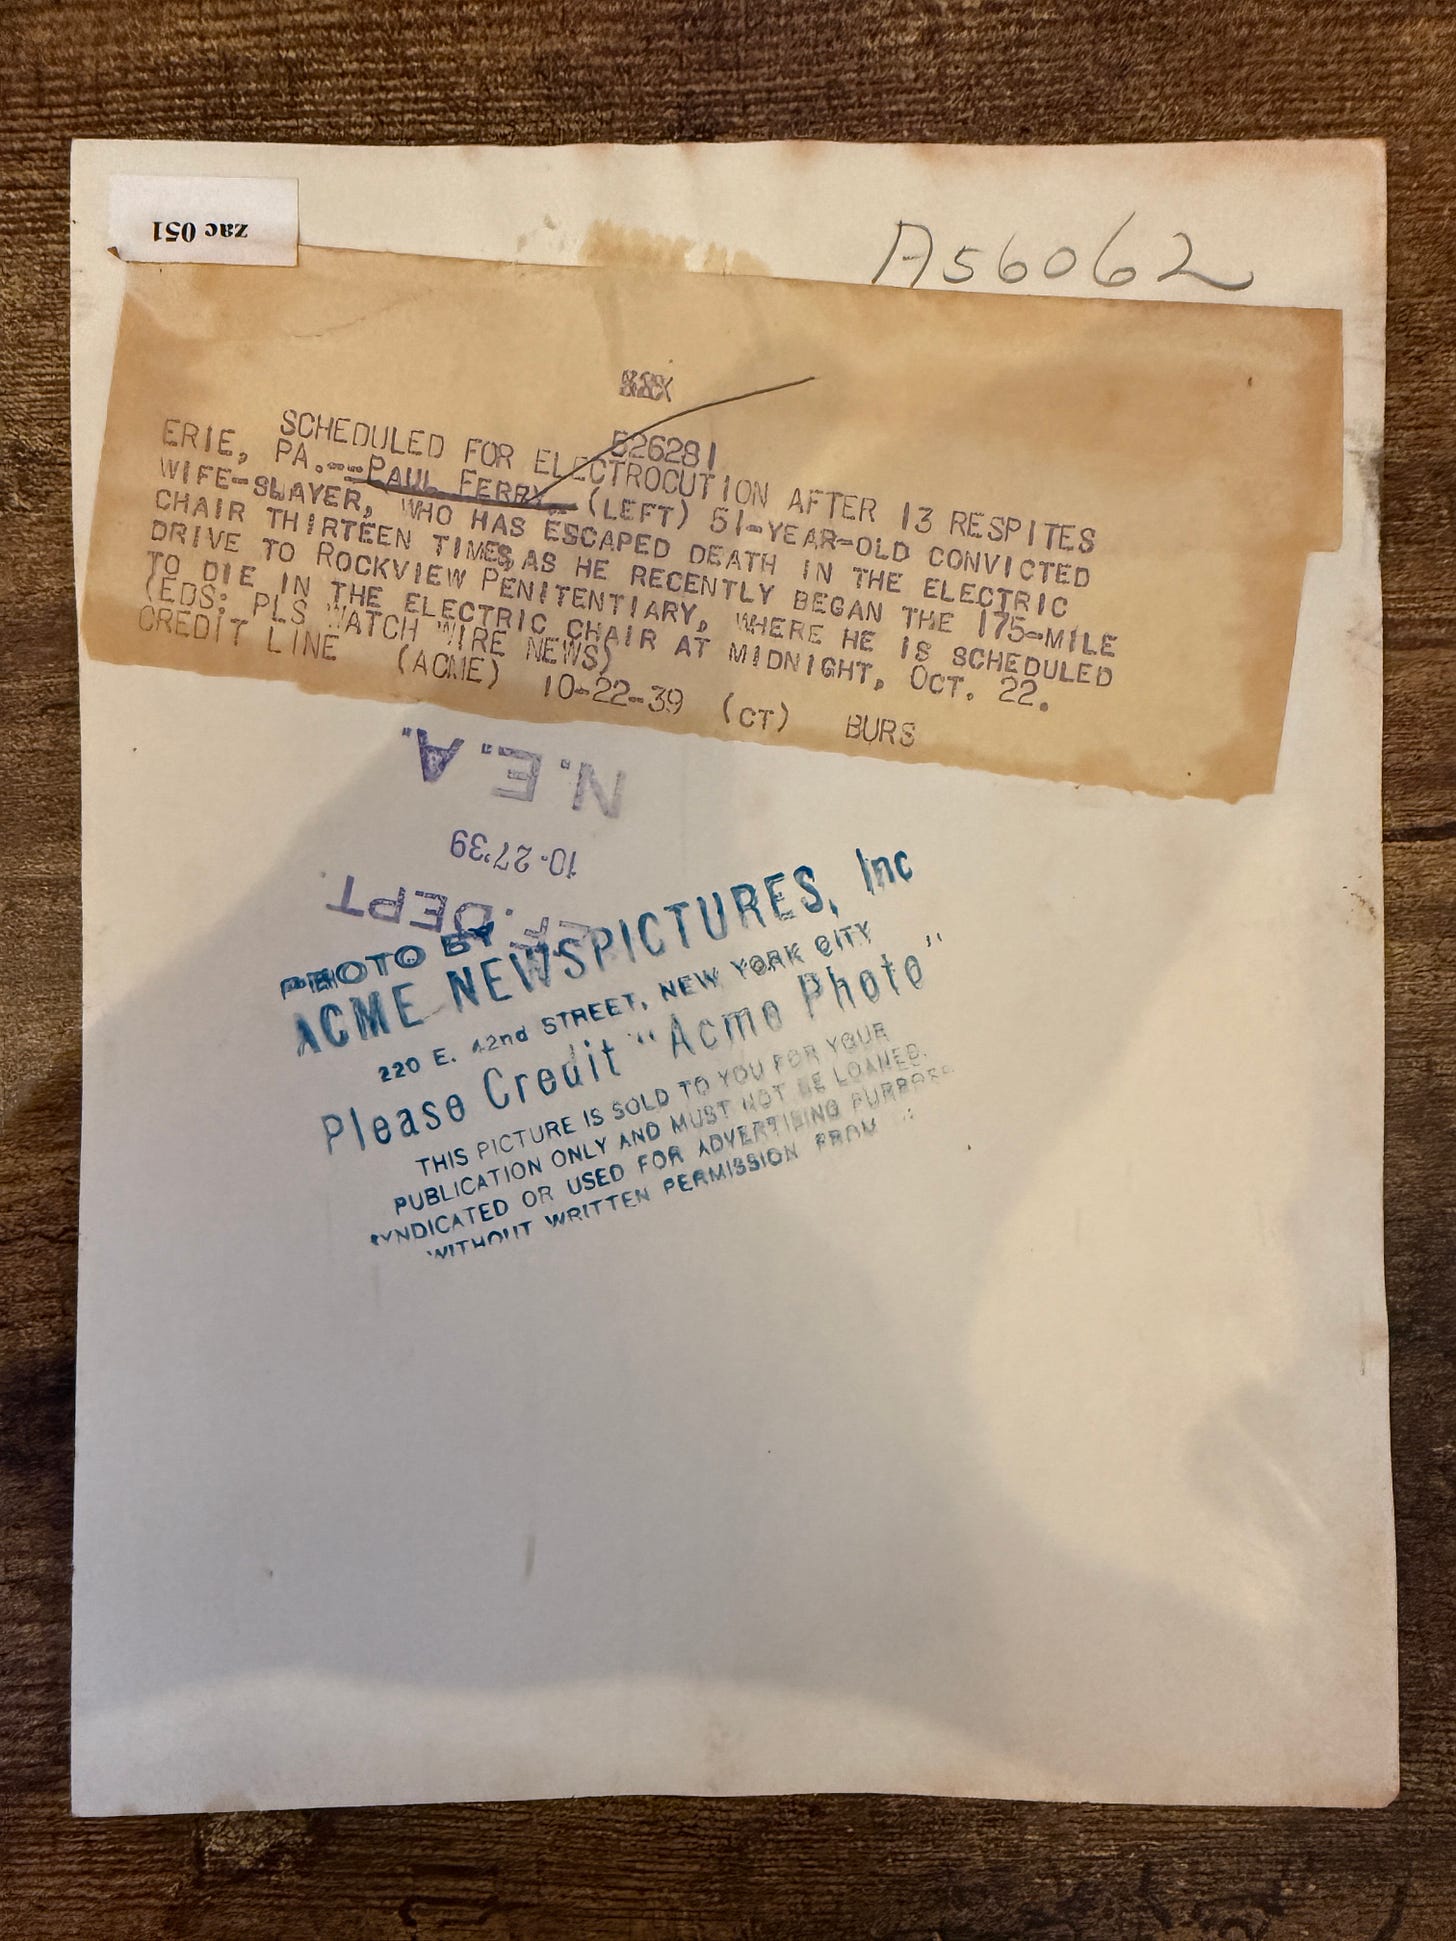 zac 051
A56062
526281
SCHEDULED FOR ELECTROCUTION AFTER 13 RESPITES
ERIE, PA.---PAUL FERRY, (LEFT) 51-YEAR-OLD CONVICTED
WIFE-SLAYER, WHO HAS ESCAPED DEATH IN THE ELECTRIC
CHAIR THIRTEEN TIMES, AS HE RECENTLY BEGAN THE 175-MILE
DRIVE TO ROCKVIEW PENITENTIARY, WHERE HE IS SCHEDULED
TO DIE IN THE ELECTRIC CHAIR AT MIDNIGHT, OCT. 22.
(EDS: PLS WATCH WIRE NEWS)
CREDIT LINE (ACME) 10-22-39 (CT) BURS
N.E.A.
10-27'39
REF. DEPT
PHOTO BY
ACME NEWSPICTURES, Inc
220 E. 42nd STREET, NEW YORK CITY
Please Credit "Acme Photo"
THIS PICTURE IS SOLD TO YOU FOR YOUR
PUBLICATION ONLY AND MUST NOT BE LOANED,
SYNDICATED OR USED FOR ADVERTISING PURPOSES
WITHOUT WRITTEN PERMISSION FROM